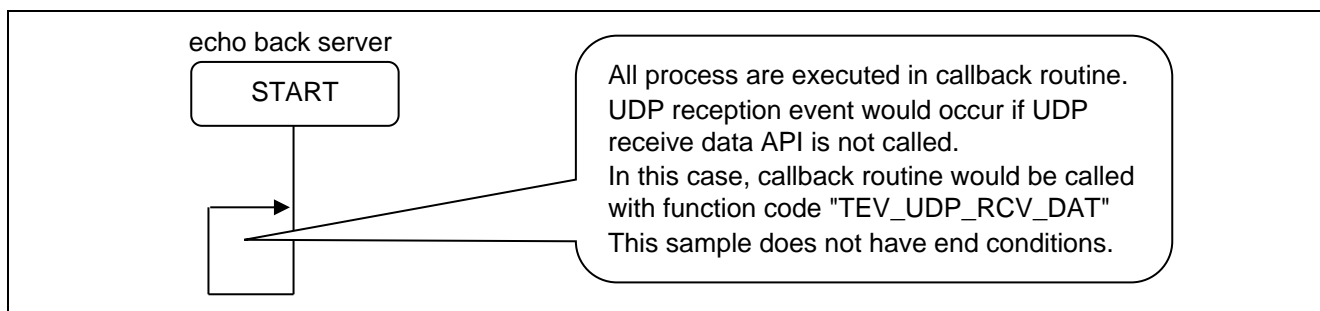 echo back server
START
All process are executed in callback routine.
UDP reception event would occur if UDP
receive data API is not called.
In this case, callback routine would be called
with function code "TEV_UDP_RCV_DAT"
This sample does not have end conditions.